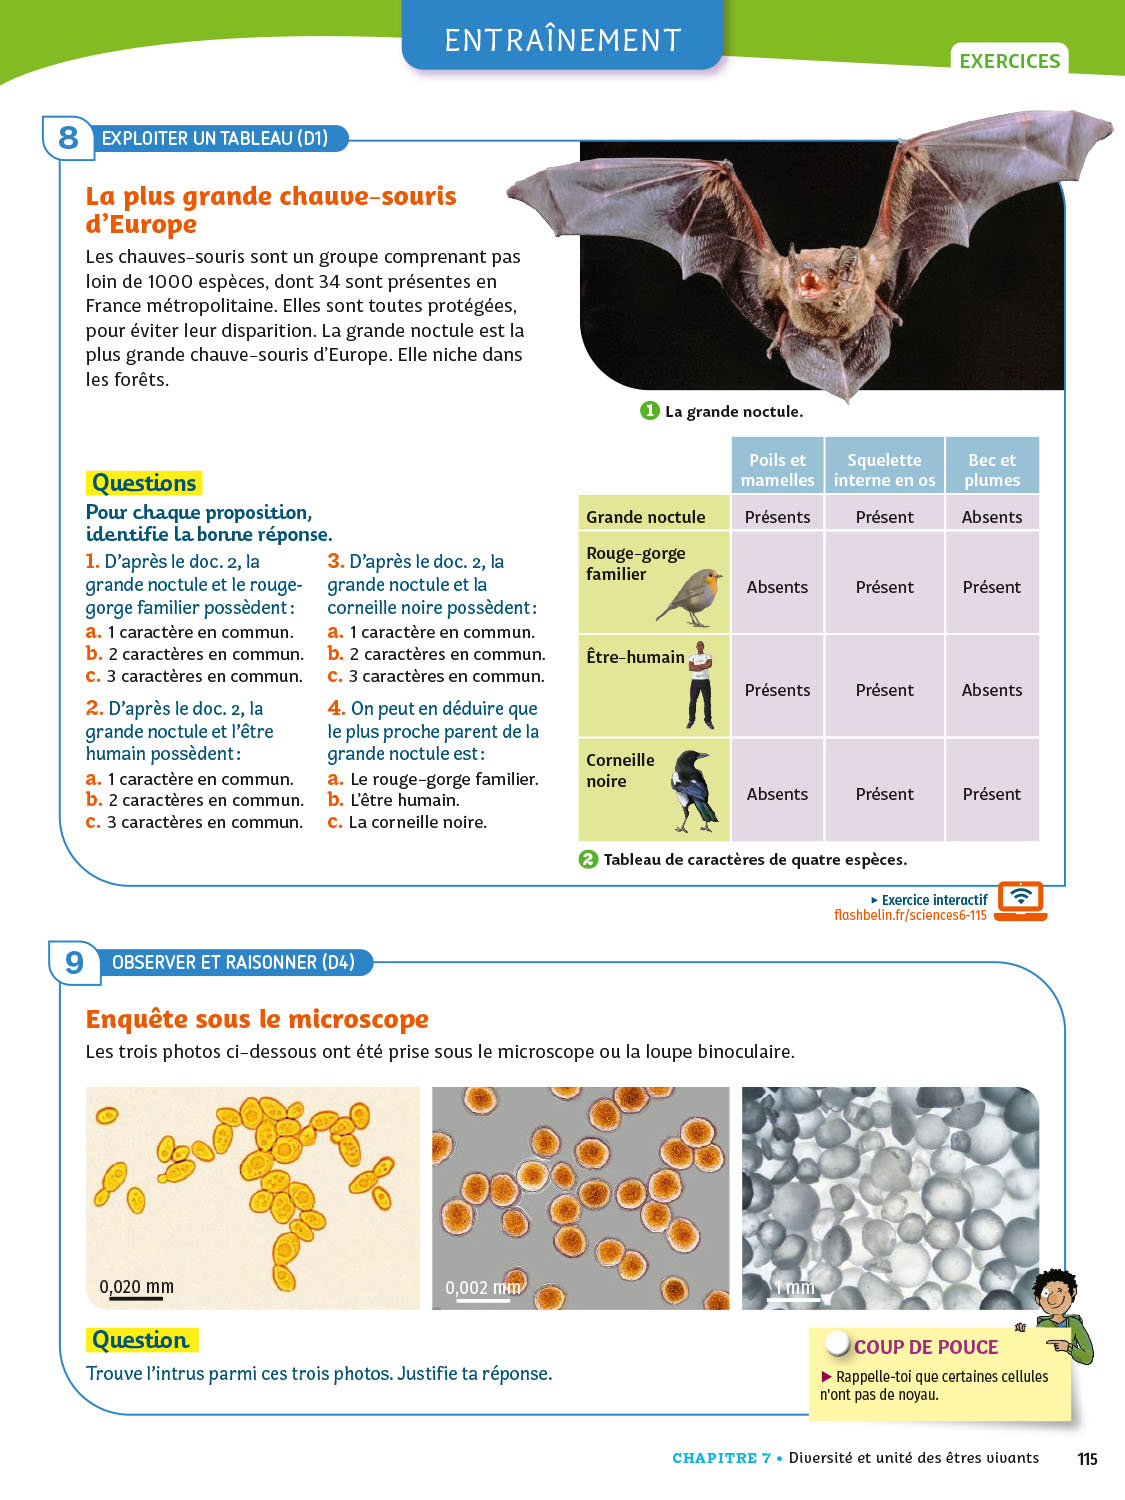 ENTRAÎNEMENT
EXERCICES
8
EXPLOITER UN TABLEAU (D1)
La plus grande chauve-souris
d'Europe
Les chauves-souris sont un groupe comprenant pas
loin de 1000 espèces, dont 34 sont présentes en
France métropolitaine. Elles sont toutes protégées,
pour éviter leur disparition. La grande noctule est la
plus grande chauve-souris d'Europe. Elle niche dans
les forêts.
1 La grande noctule.
Questions
Pour chaque proposition,
identifie la bonne réponse.
1. D'après le doc. 2, la
grande noctule et le rouge-
gorge familier possèdent :
a. 1 caractère en commun.
b. 2 caractères en commun.
c. 3 caractères en commun.
2. D'après le doc. 2, la
grande noctule et l'être
humain possèdent :
a. 1 caractère en commun.
b. 2 caractères en commun.
c. 3 caractères en commun.
3. D'après le doc. 2, la
grande noctule et la
corneille noire possèdent :
a. 1 caractère en commun.
b. 2 caractères en commun.
c. 3 caractères en commun.
4. On peut en déduire que
le plus proche parent de la
grande noctule est :
a. Le rouge-gorge familier.
b. L'être humain.
c. La corneille noire.
Poils et
mamelles
Squelette
interne en os
Bec et
plumes
Grande noctule
Présents
Présent
Absents
Rouge-gorge
familier
Absents
Présent
Présent
Être-humain
Présents
Présent
Absents
Corneille
noire
Absents
Présent
Présent
2 Tableau de caractères de quatre espèces.
▸ Exercice interactif
flashbelin.fr/sciences6-115
9
OBSERVER ET RAISONNER (D4)
Enquête sous le microscope
Les trois photos ci-dessous ont été prise sous le microscope ou la loupe binoculaire.
0,020 mm
0,002 mm
1 mm
Question
Trouve l'intrus parmi ces trois photos. Justifie ta réponse.
COUP DE POUCE
▶ Rappelle-toi que certaines cellules
n'ont pas de noyau.
CHAPITRE 7 • Diversité et unité des êtres vivants
115